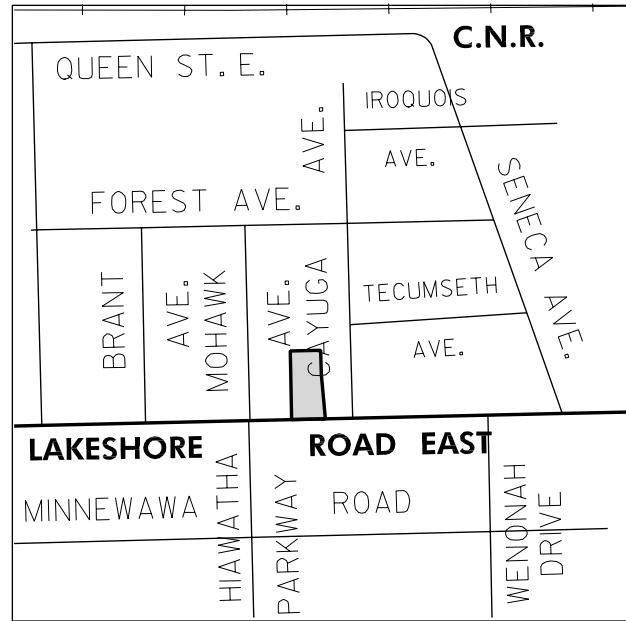 C.N.R.
QUEEN ST. E.
IROQUOIS
AVE.
CAYUGA AVE.
FOREST AVE.
SENECA AVE.
BRANT AVE.
MOHAWK AVE.
TECUMSETH
AVE.
LAKESHORE ROAD EAST
MINNEWAWA ROAD
HIAWATHA PARKWAY
WENONAH
DRIVE